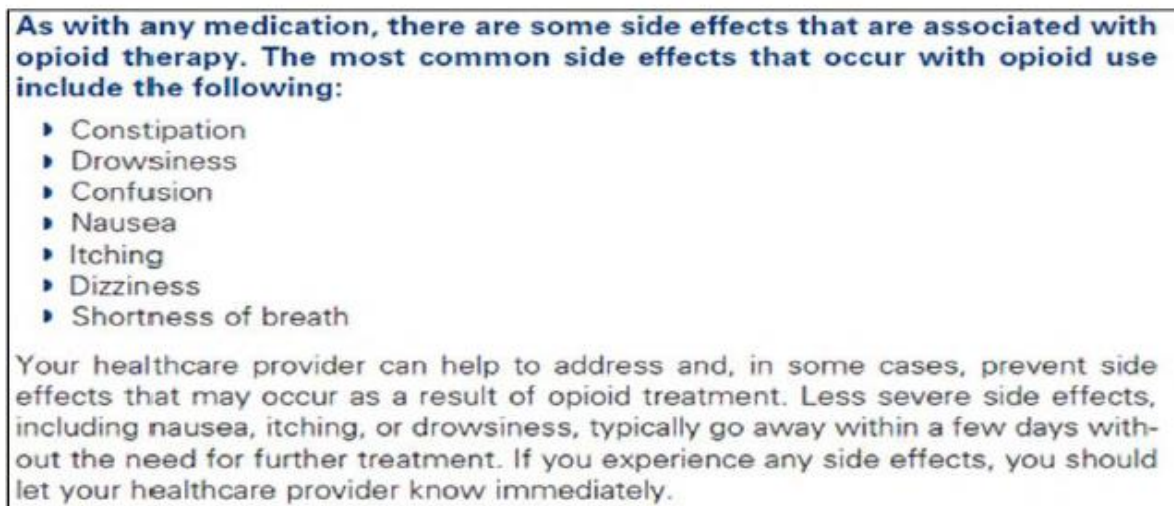 As with any medication, there are some side effects that are associated with
opioid therapy. The most common side effects that occur with opioid use
include the following:
Constipation
Drowsiness
Confusion
Nausea
Itching
Dizziness
Shortness of breath
Your healthcare provider can help to address and, in some cases, prevent side
effects that may occur as a result of opioid treatment. Less severe side effects,
including nausea, itching, or drowsiness, typically go away within a few days with-
out the need for further treatment. If you experience any side effects, you should
let your healthcare provider know immediately.